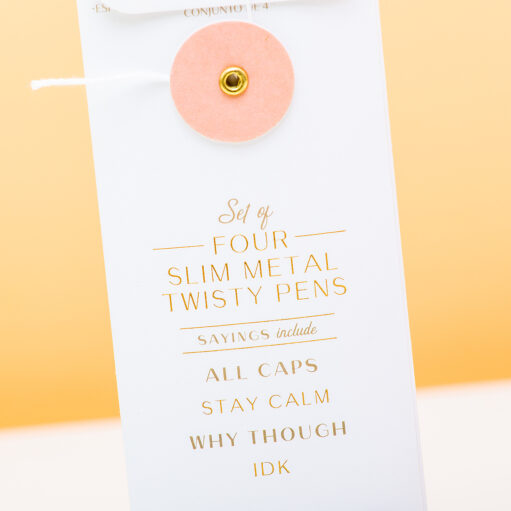 CONJUNTO DE 4
Set of
FOUR
SLIM METAL
TWISTY PENS
SAYINGS include
ALL CAPS
STAY CALM
WHY THOUGH
IDK